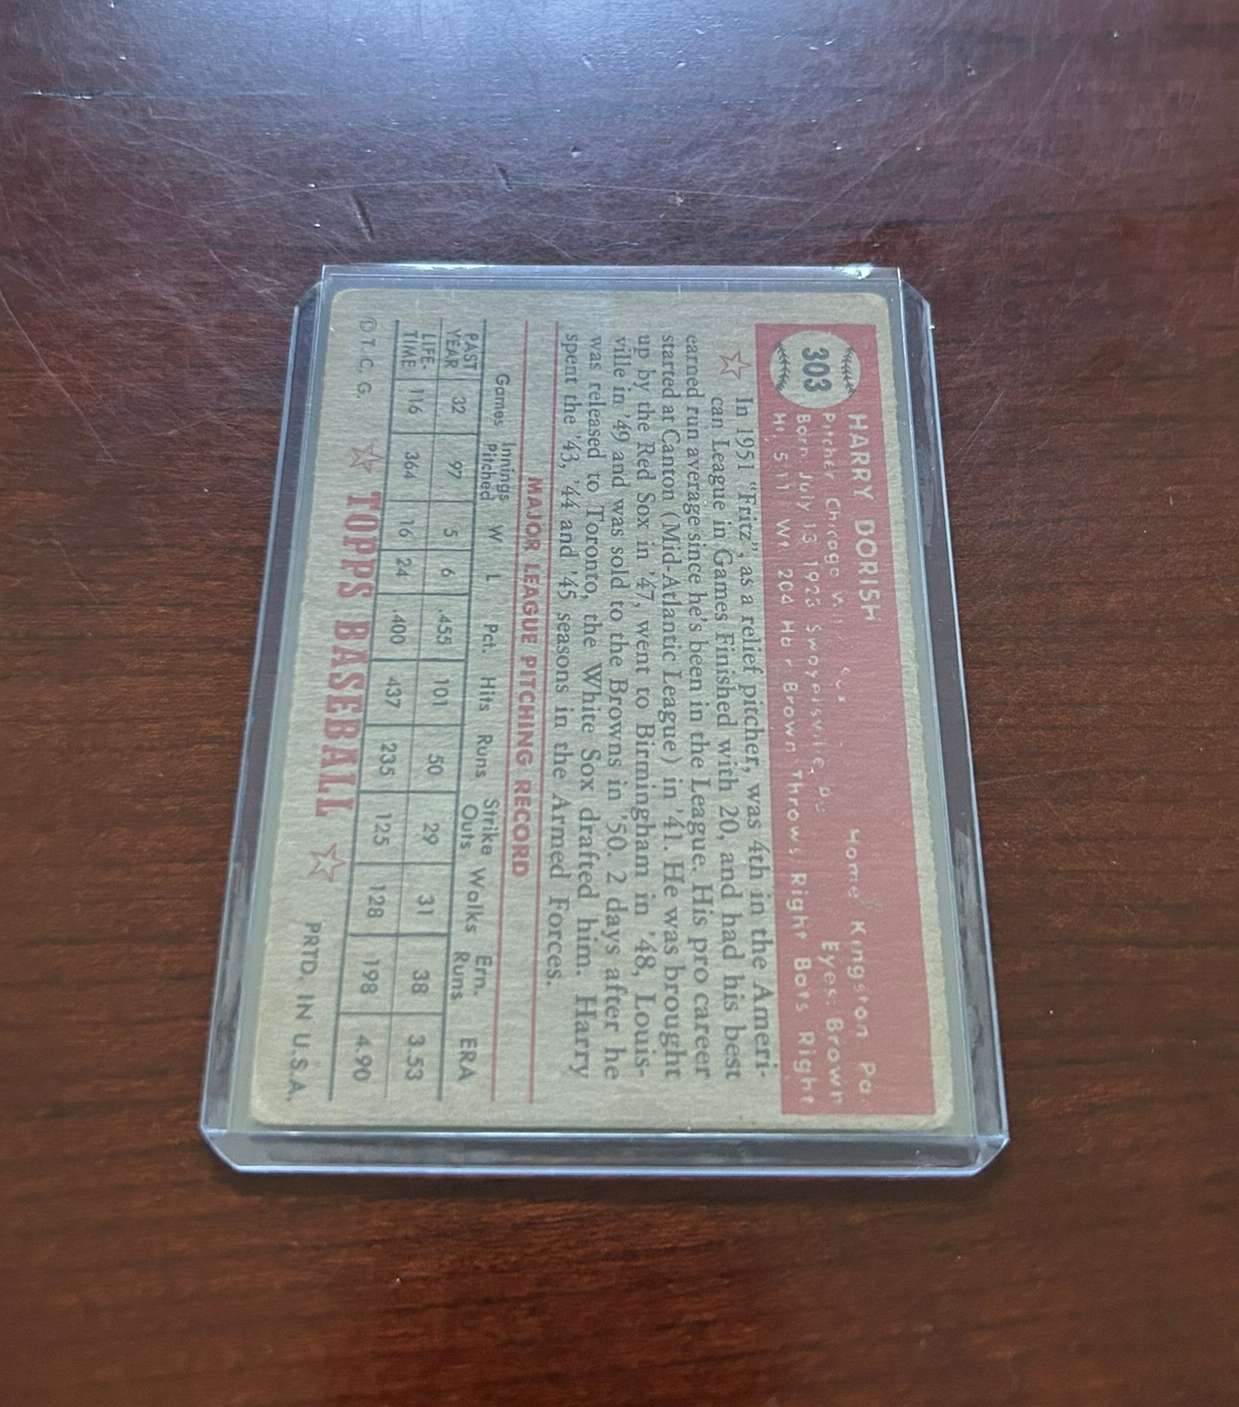 303
HARRY DORISH
Pitcher Chicago Home: Kingston Pa.
Born July 13 1923 Swoyersville, Pa Eyes: Brown
Ht. 5:11 Wt. 204 Hair Brown Throws Right Bats Right
☆ In 1951 "Fritz", as a relief pitcher, was 4th in the Ameri-
can League in Games Finished with 20, and had his best
earned run average since he's been in the League. His pro career
started at Canton (Mid-Atlantic League) in '41. He was brought
up by the Red Sox in '47, went to Birmingham in '48, Louis-
ville in '49 and was sold to the Browns in '50. 2 days after he
was released to Toronto, the White Sox drafted him. Harry
spent the '43, '44 and '45 seasons in the Armed Forces.
MAJOR LEAGUE PITCHING RECORD
Games Innings Pitched W L Pct. Hits Runs Strike Outs Walks Ern. Runs ERA
PAST YEAR 32 97 5 6 .455 101 50 29 31 38 3.53
LIFE-TIME 116 364 16 24 .400 437 235 125 128 198 4.90
© T. C. G. ☆ TOPPS BASEBALL ☆ PRTD. IN U.S.A.